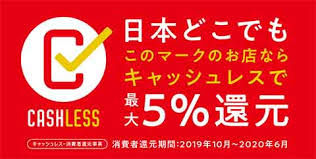 日本どこでも
このマークのお店なら
キャッシュレスで
最大5%還元
CASHLESS
キャッシュレス・消費者還元事業
消費者還元期間:2019年10月~2020年6月